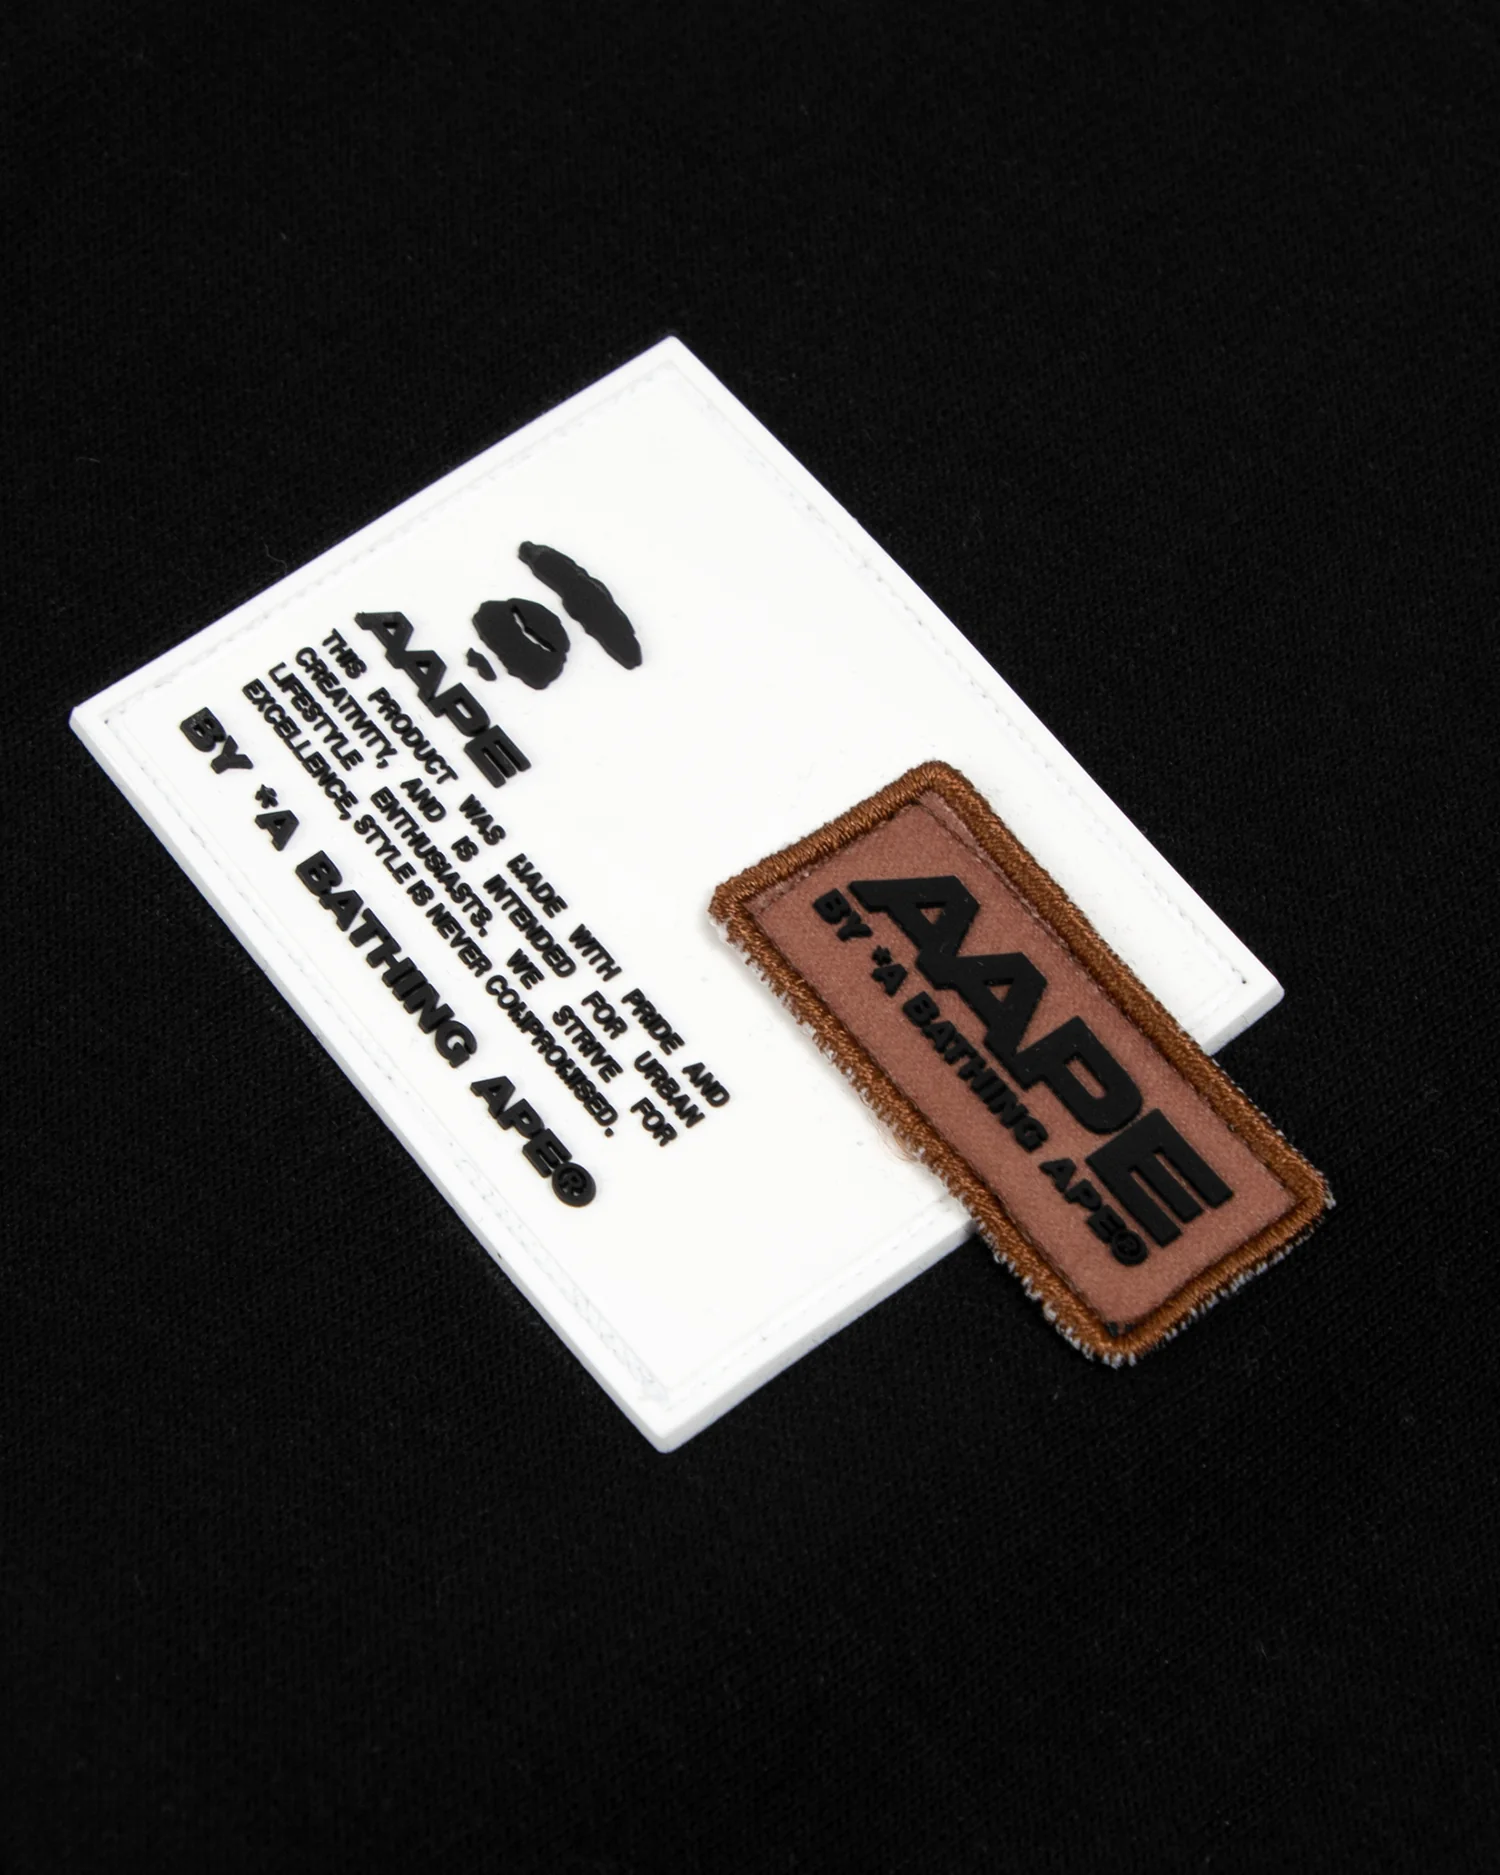 AAPE
THIS PRODUCT WAS MADE WITH PRIDE AND
CREATIVITY, AND IS INTENDED FOR URBAN
LIFESTYLE ENTHUSIASTS. WE STRIVE FOR
EXCELLENCE, STYLE IS NEVER COMPROMISED.
BY *A BATHING APE®
AAPE
BY *A BATHING APE®